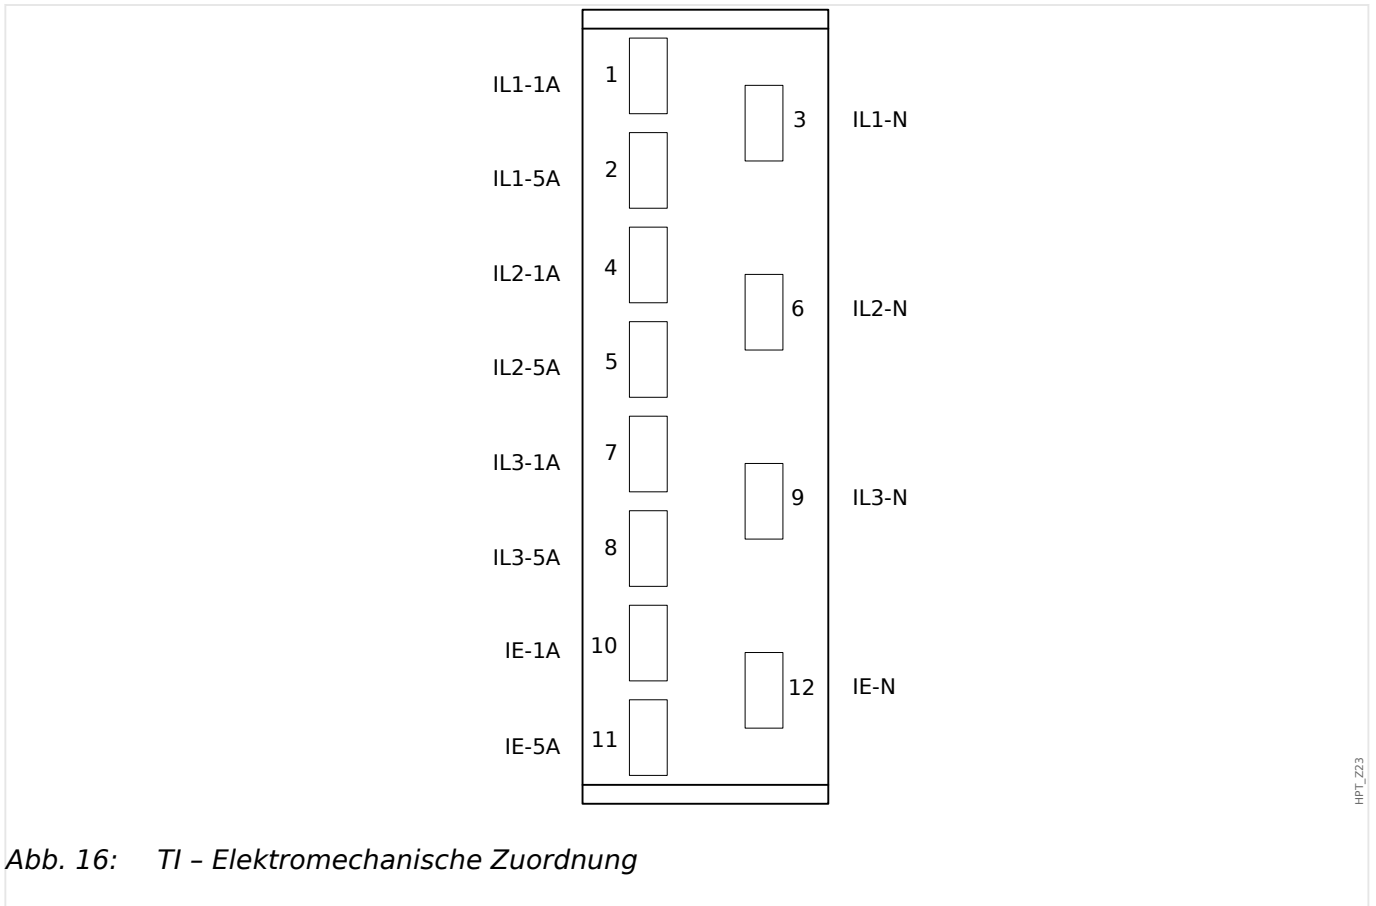 IL1-1A 1
3 IL1-N
IL1-5A 2
IL2-1A 4
6 IL2-N
IL2-5A 5
IL3-1A 7
9 IL3-N
IL3-5A 8
IE-1A 10
12 IE-N
IE-5A 11
HPT_Z23
Abb. 16: TI – Elektromechanische Zuordnung